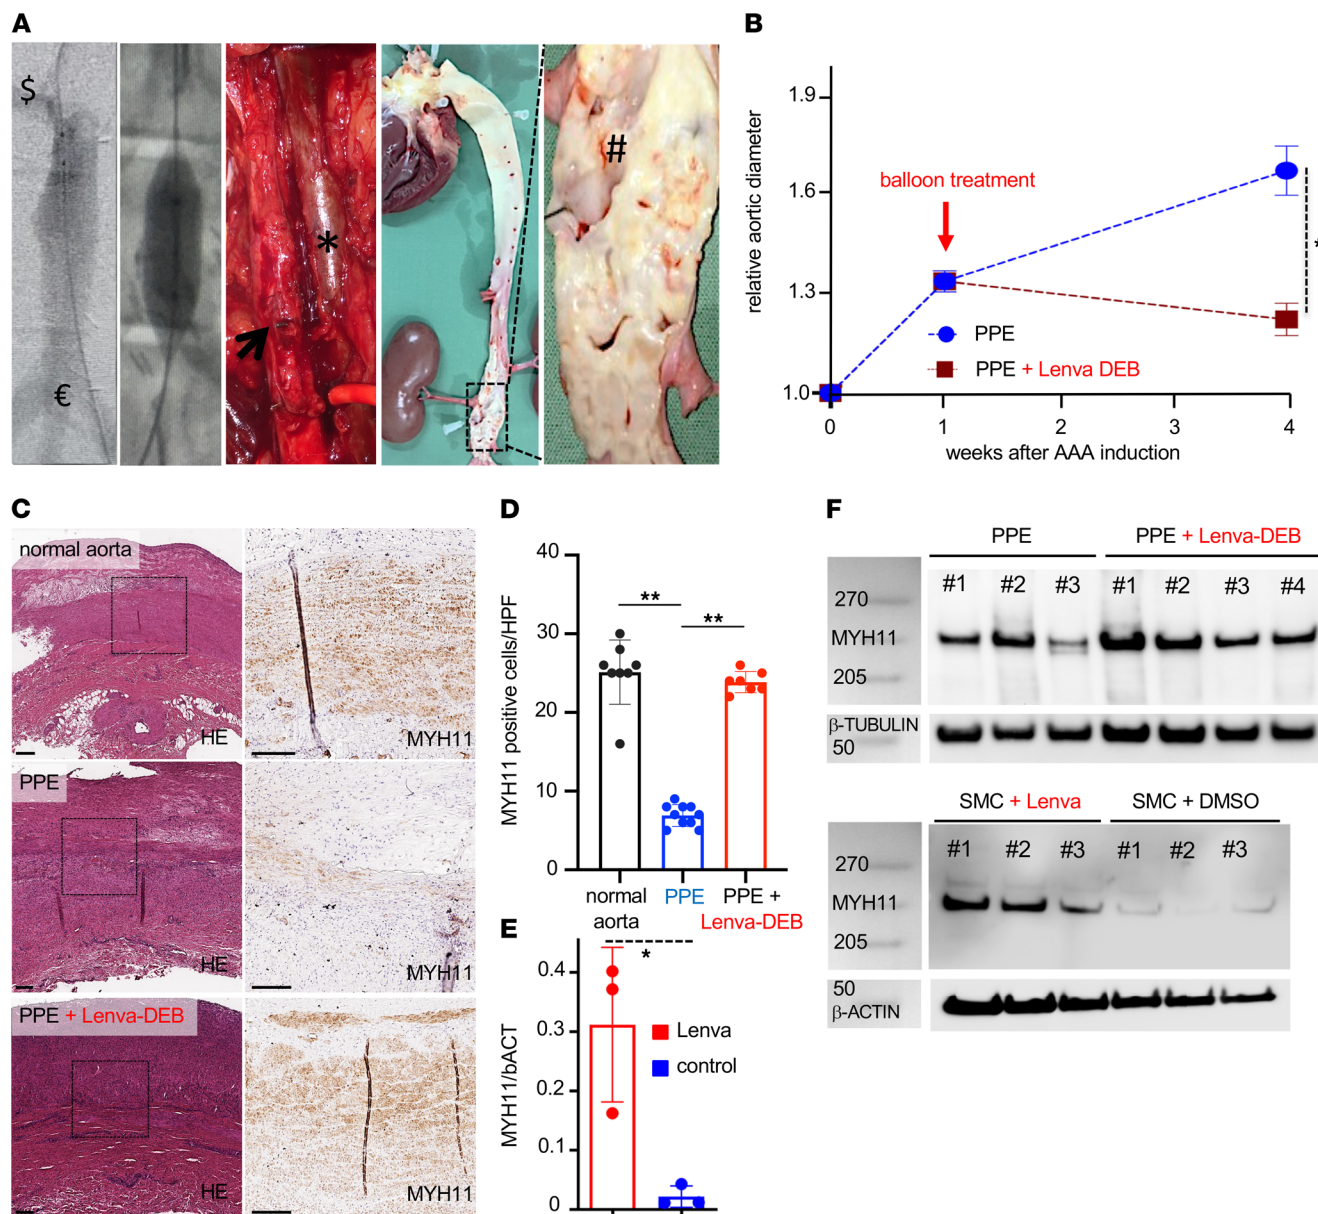 A
$
€
*
#
B
relative aortic diameter
1.9
1.6
1.3
1.0
balloon treatment
*
PPE
PPE + Lenva DEB
0 1 2 3 4
weeks after AAA induction
C
normal aorta
HE
MYH11
PPE
HE
MYH11
PPE + Lenva-DEB
HE
MYH11
D
MYH11 positive cells/HPF
40
30
20
10
0
**
**
normal aorta
PPE
PPE + Lenva-DEB
E
MYH11/bACT
0.4
0.3
0.2
0.1
0
*
Lenva
control
F
PPE
PPE + Lenva-DEB
#1 #2 #3 #1 #2 #3 #4
270
MYH11
205
β-TUBULIN
50
SMC + Lenva
SMC + DMSO
#1 #2 #3 #1 #2 #3
270
MYH11
205
50
β-ACTIN